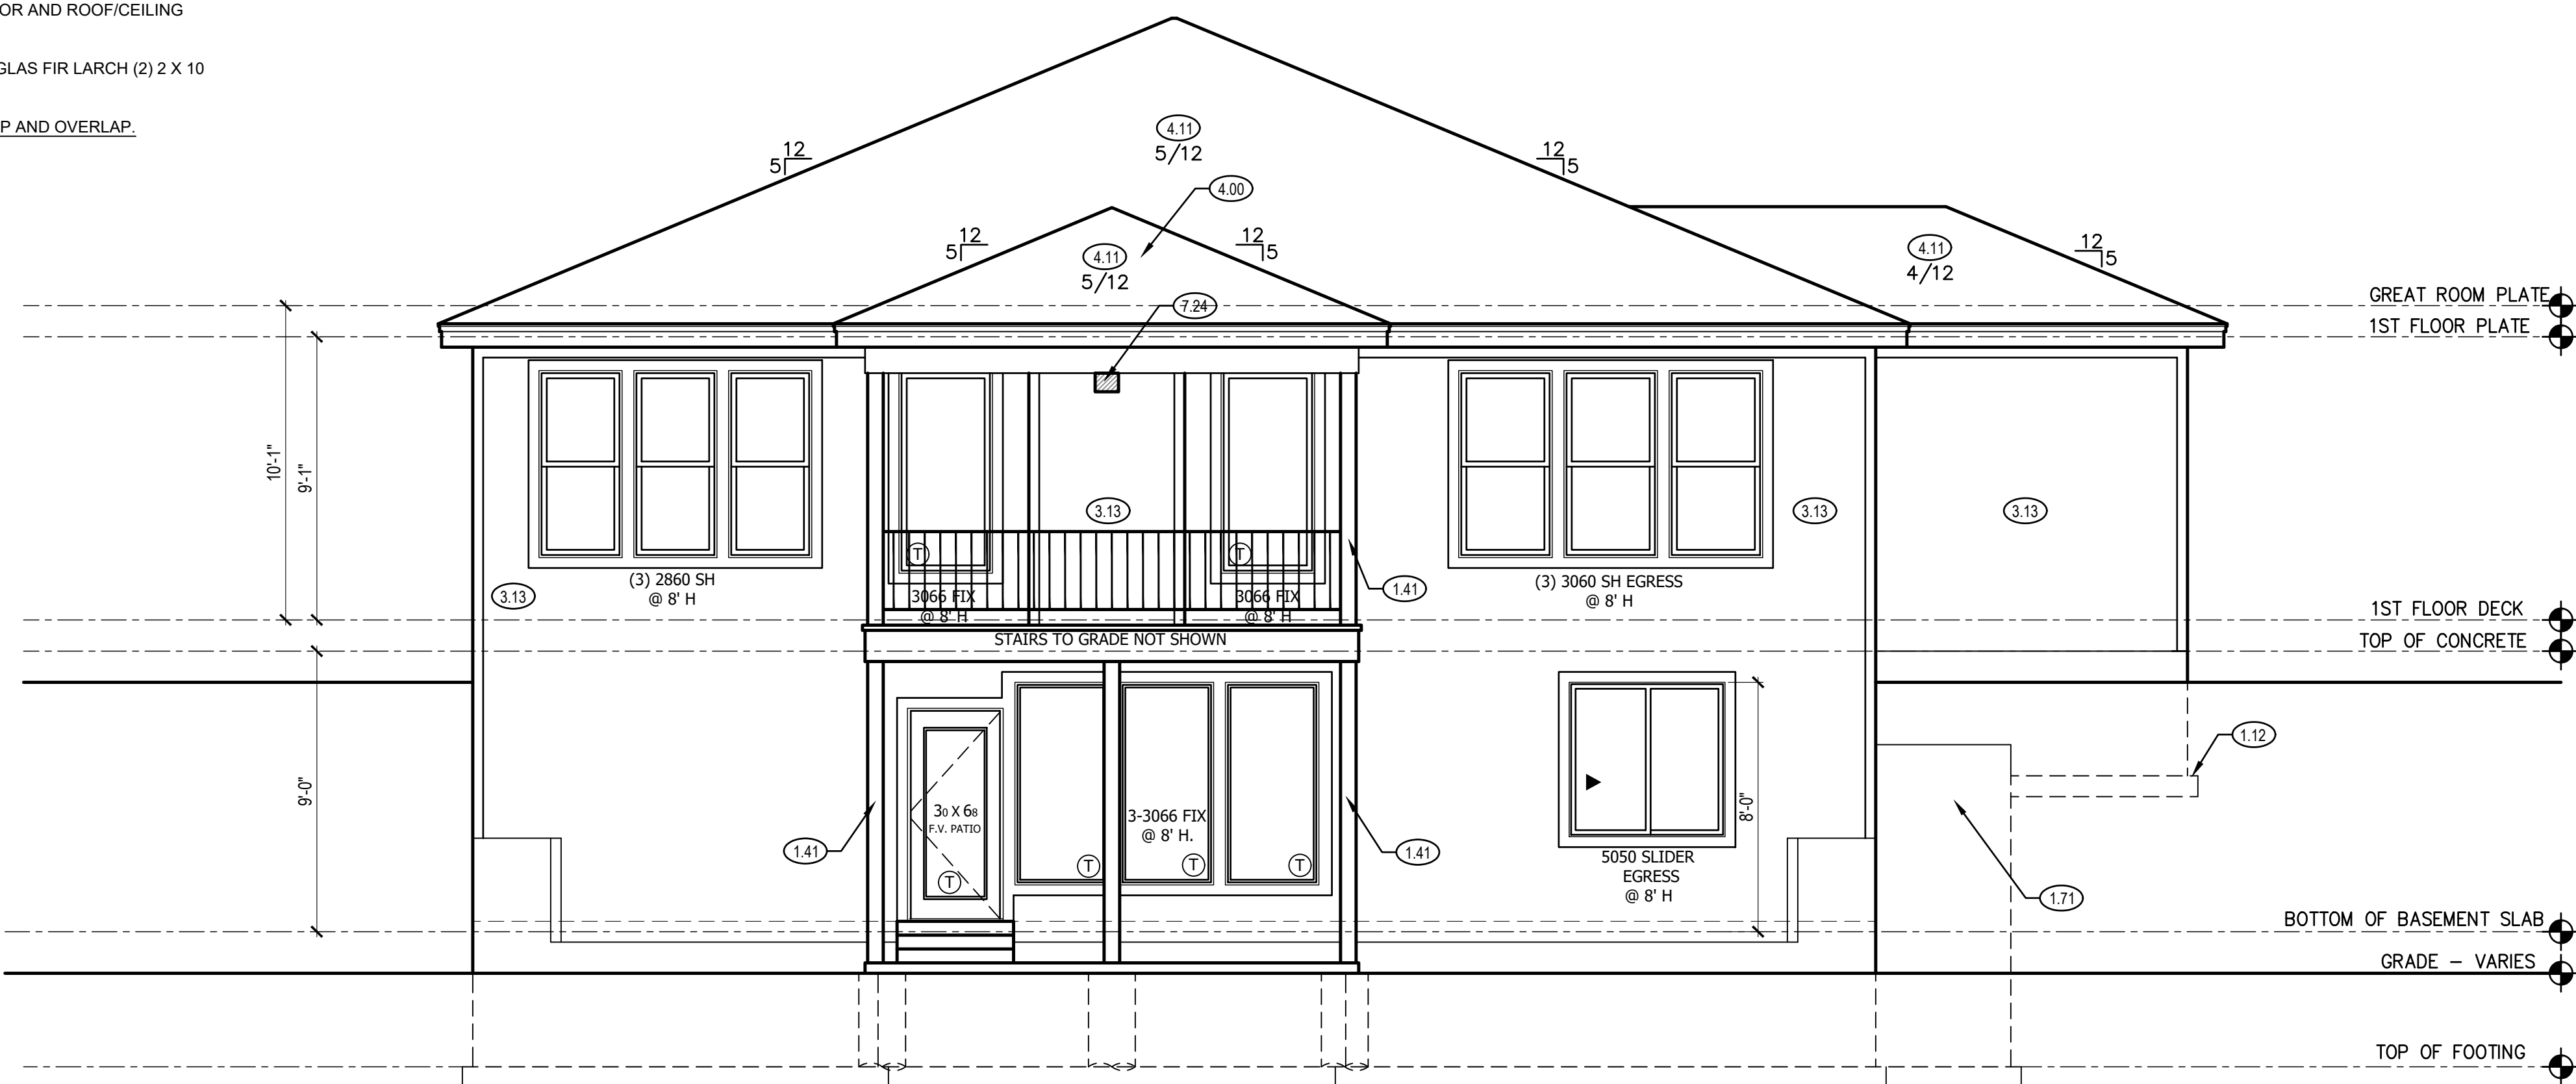 OR AND ROOF/CEILING
GLAS FIR LARCH (2) 2 X 10
P AND OVERLAP.
4.11
5/12
12
5
12
5
4.00
12
5
12
5
4.11
5/12
12
5
4.11
4/12
GREAT ROOM PLATE
7.24
1ST FLOOR PLATE
10'-1"
9'-1"
3.13
3.13
3.13
T
T
(3) 2860 SH
@ 8' H
3.13
3066 FIX
@ 8' H
3066 FIX
@ 8' H
1.41
(3) 3060 SH EGRESS
@ 8' H
1ST FLOOR DECK
STAIRS TO GRADE NOT SHOWN
TOP OF CONCRETE
1.12
9'-0"
30 X 68
F.V. PATIO
3-3066 FIX
@ 8' H.
8'-0"
1.41
1.41
T
T
T
T
5050 SLIDER
EGRESS
@ 8' H
1.71
BOTTOM OF BASEMENT SLAB
GRADE – VARIES
TOP OF FOOTING